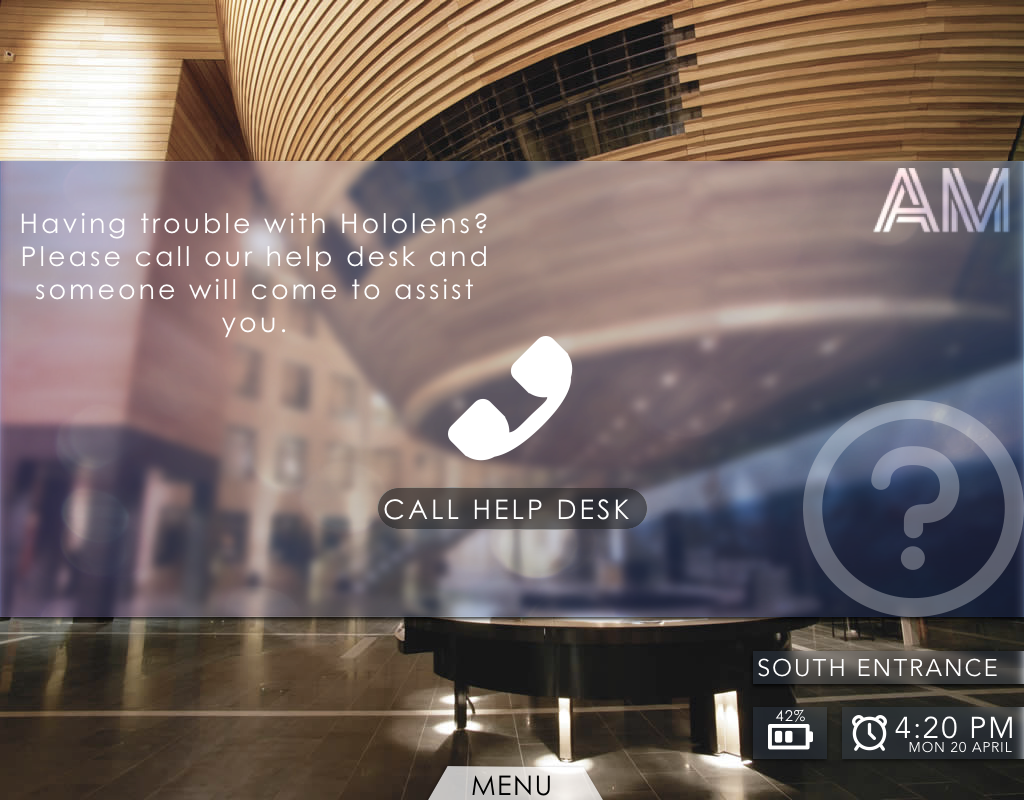 AM
Having trouble with Hololens?
Please call our help desk and
someone will come to assist
you.
CALL HELP DESK
?
SOUTH ENTRANCE
42%
4:20 PM
MON 20 APRIL
MENU